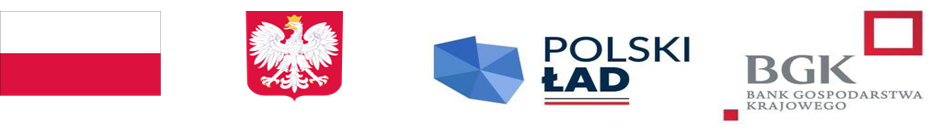 POLSKI
ŁAD
BGK
BANK GOSPODARSTWA
KRAJOWEGO